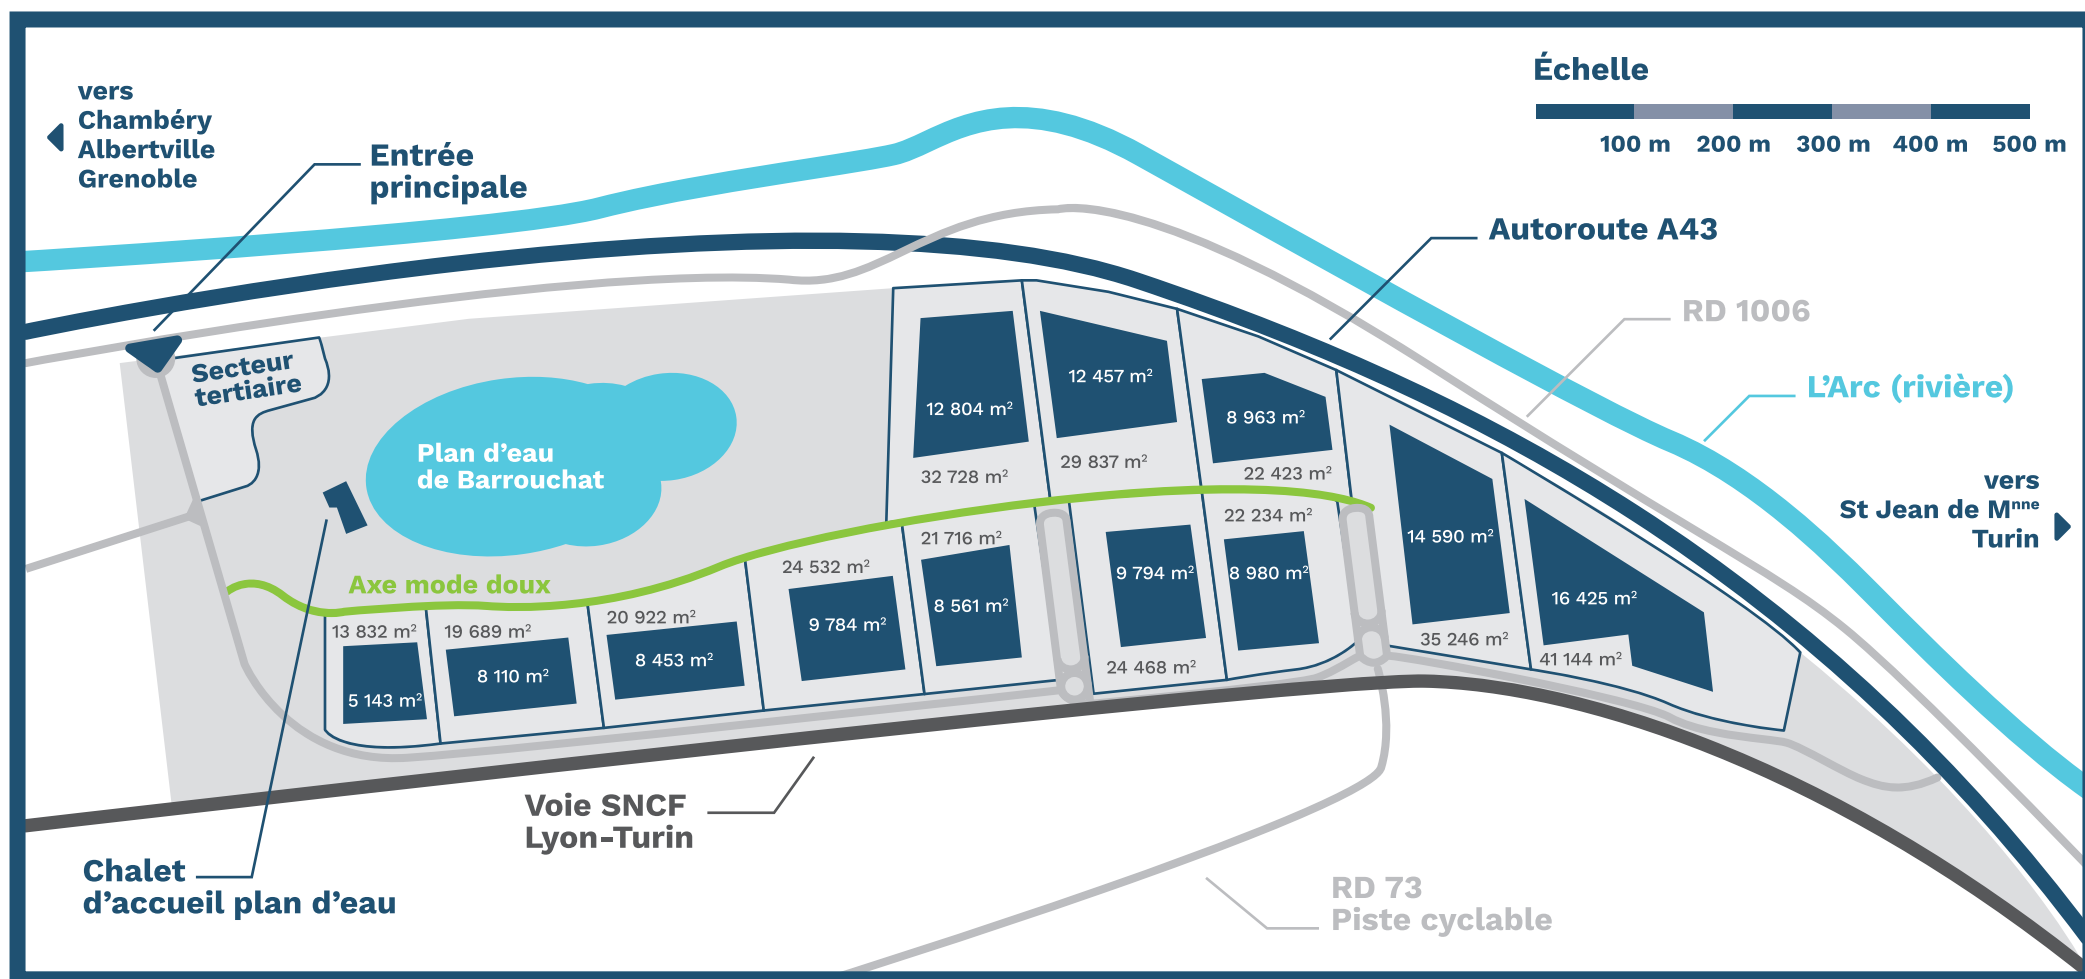 vers
Chambéry
Albertville
Grenoble
Entrée
principale
Échelle
100 m 200 m 300 m 400 m 500 m
Autoroute A43
RD 1006
L'Arc (rivière)
vers
St Jean de Mⁿⁿᵉ
Turin
Secteur
tertiaire
Plan d'eau
de Barrouchat
12 804 m²
32 728 m²
12 457 m²
29 837 m²
8 963 m²
22 423 m²
14 590 m²
35 246 m²
16 425 m²
41 144 m²
Axe mode doux
13 832 m²
5 143 m²
19 689 m²
8 110 m²
20 922 m²
8 453 m²
24 532 m²
9 784 m²
21 716 m²
8 561 m²
9 794 m²
24 468 m²
22 234 m²
8 980 m²
Voie SNCF
Lyon-Turin
Chalet
d'accueil plan d'eau
RD 73
Piste cyclable